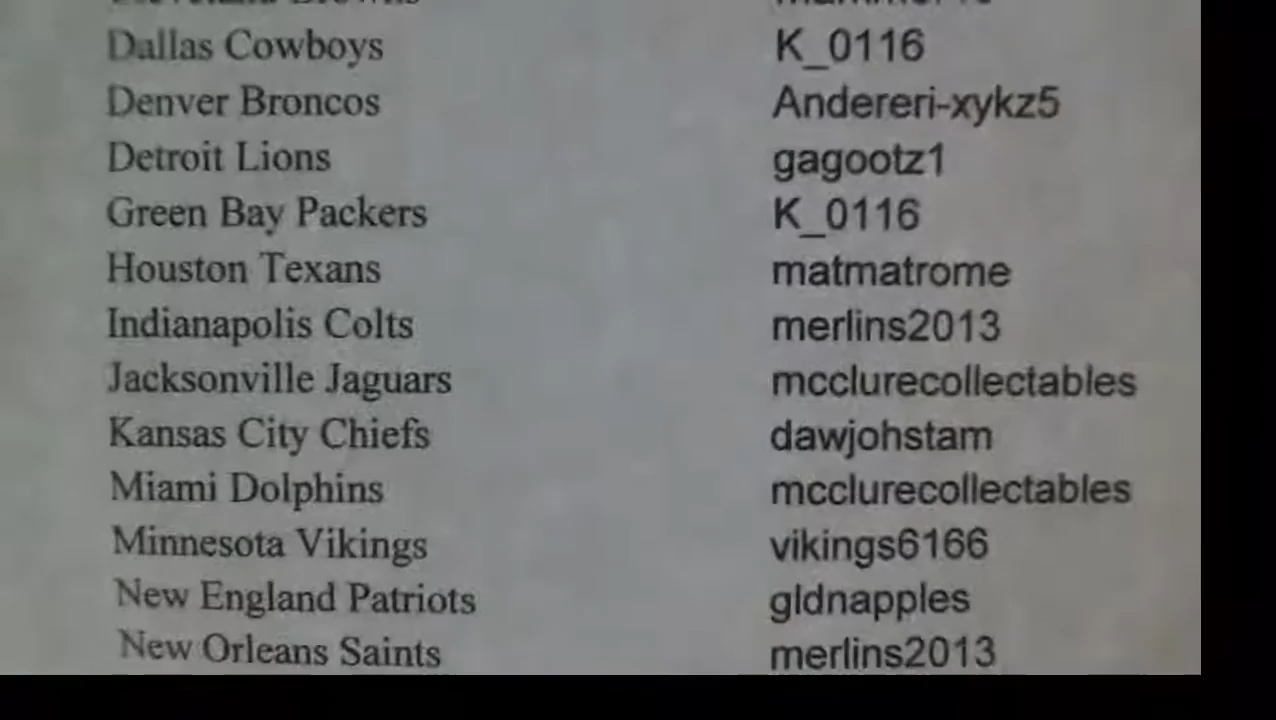 Dallas Cowboys K_0116
Denver Broncos Andereri-xykz5
Detroit Lions gagootz1
Green Bay Packers K_0116
Houston Texans matmatrome
Indianapolis Colts merlins2013
Jacksonville Jaguars mcclurecollectables
Kansas City Chiefs dawjohstam
Miami Dolphins mcclurecollectables
Minnesota Vikings vikings6166
New England Patriots gldnapples
New Orleans Saints merlins2013